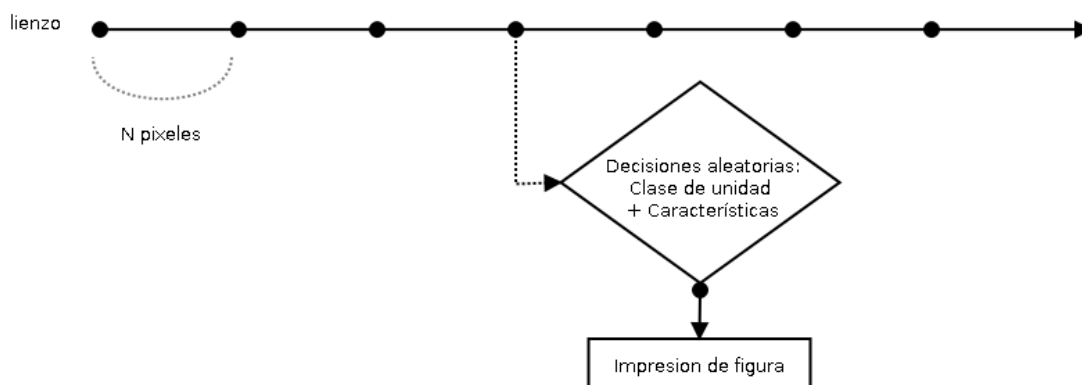 lienzo
N pixeles
Decisiones aleatorias:
Clase de unidad
+ Características
Impresion de figura